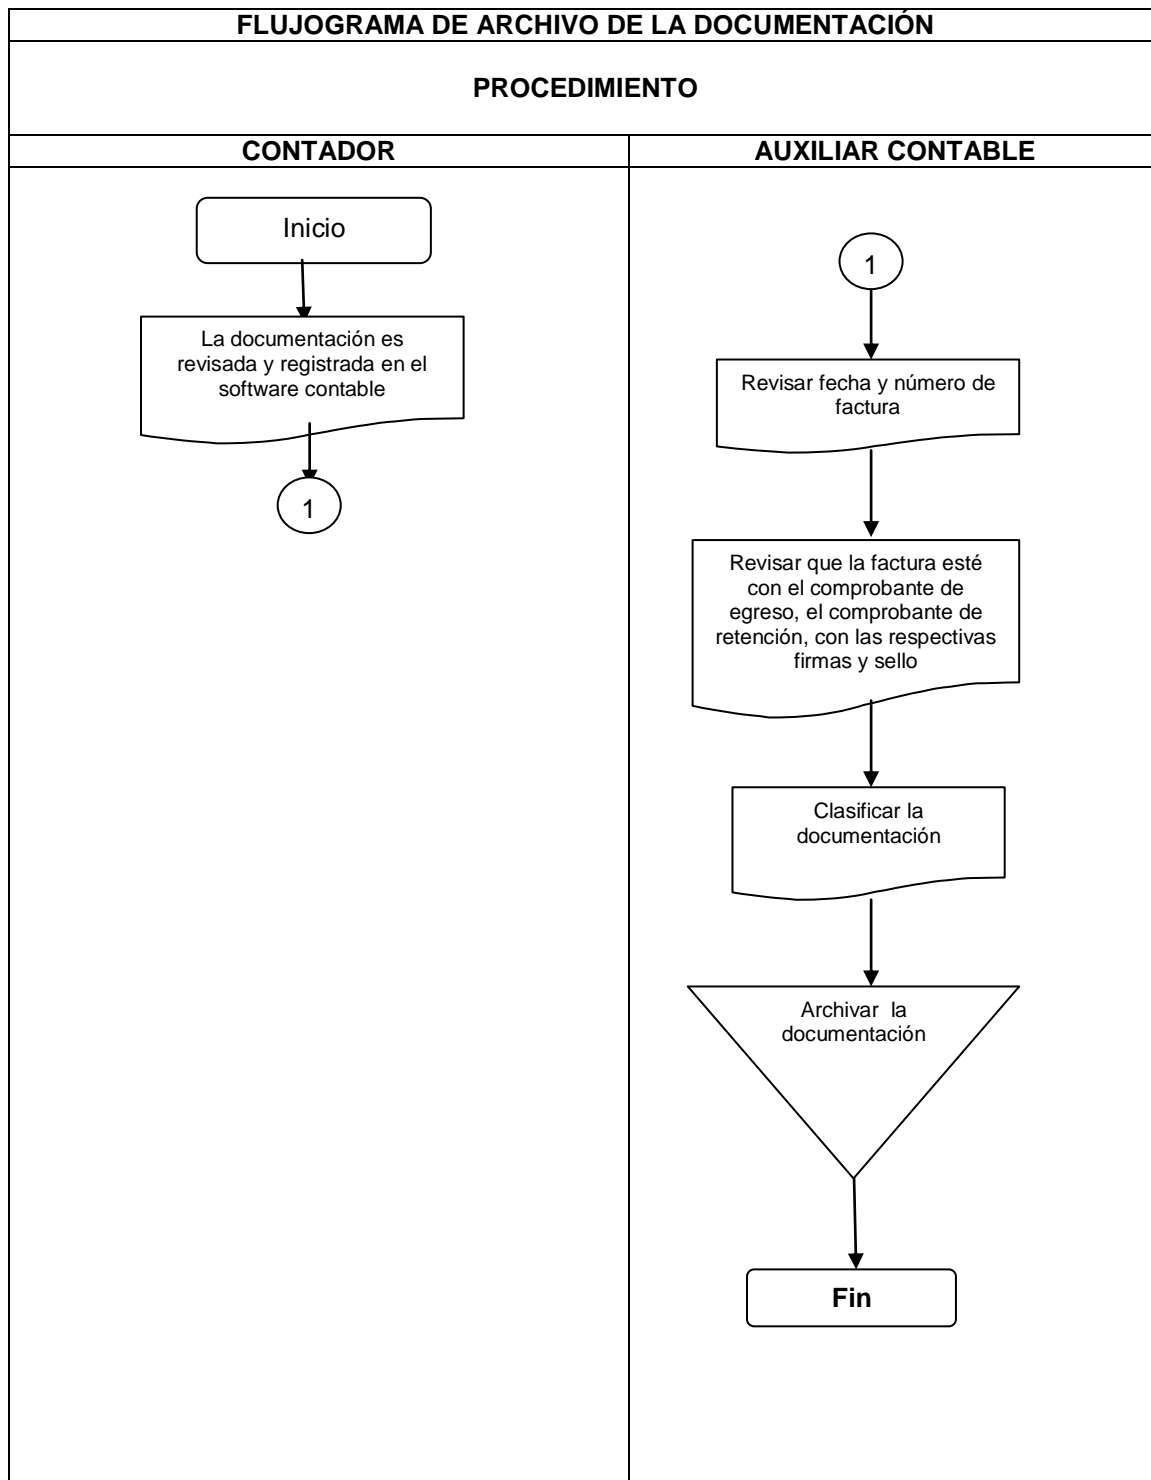 FLUJOGRAMA DE ARCHIVO DE LA DOCUMENTACIÓN
PROCEDIMIENTO
CONTADOR
AUXILIAR CONTABLE
Inicio
La documentación es
revisada y registrada en el
software contable
1
1
Revisar fecha y número de
factura
Revisar que la factura esté
con el comprobante de
egreso, el comprobante de
retención, con las respectivas
firmas y sello
Clasificar la
documentación
Archivar  la
documentación
Fin